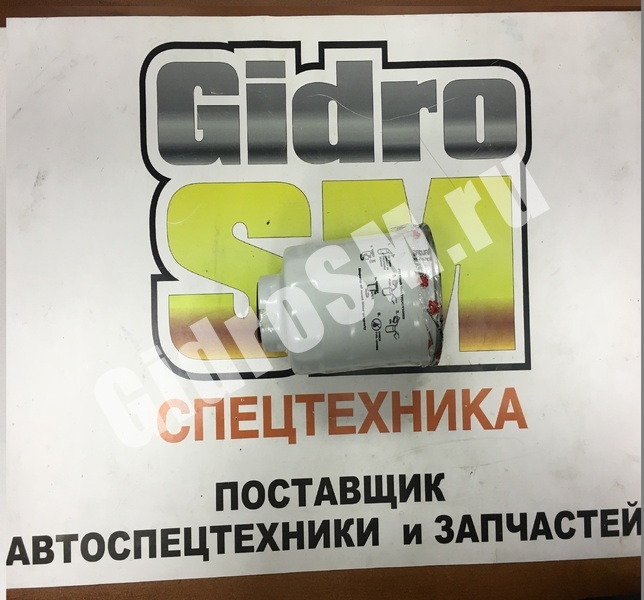 Gidro
SM
GidroSM.ru
СПЕЦТЕХНИКА
ПОСТАВЩИК
АВТОСПЕЦТЕХНИКИ и ЗАПЧАСТЕЙ